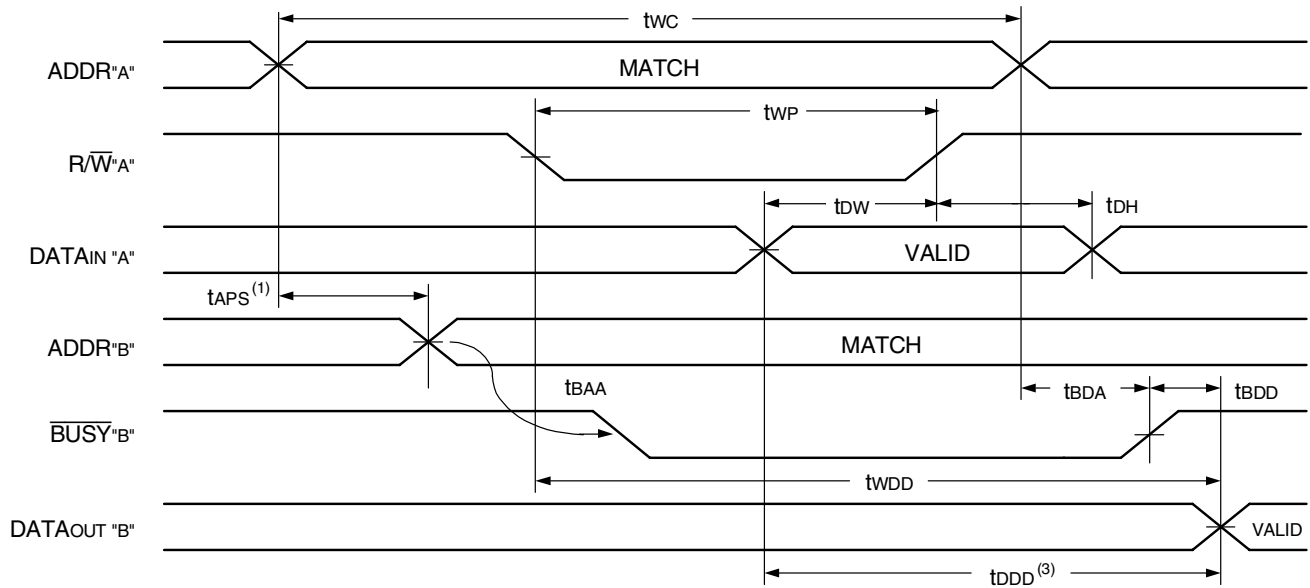 tWC
ADDR"A"
MATCH
tWP
R/W̅"A"
tDW
tDH
DATAIN "A"
VALID
tAPS(1)
ADDR"B"
MATCH
tBAA
tBDA
tBDD
B̅U̅S̅Y̅"B"
tWDD
DATAOUT "B"
VALID
tDDD(3)